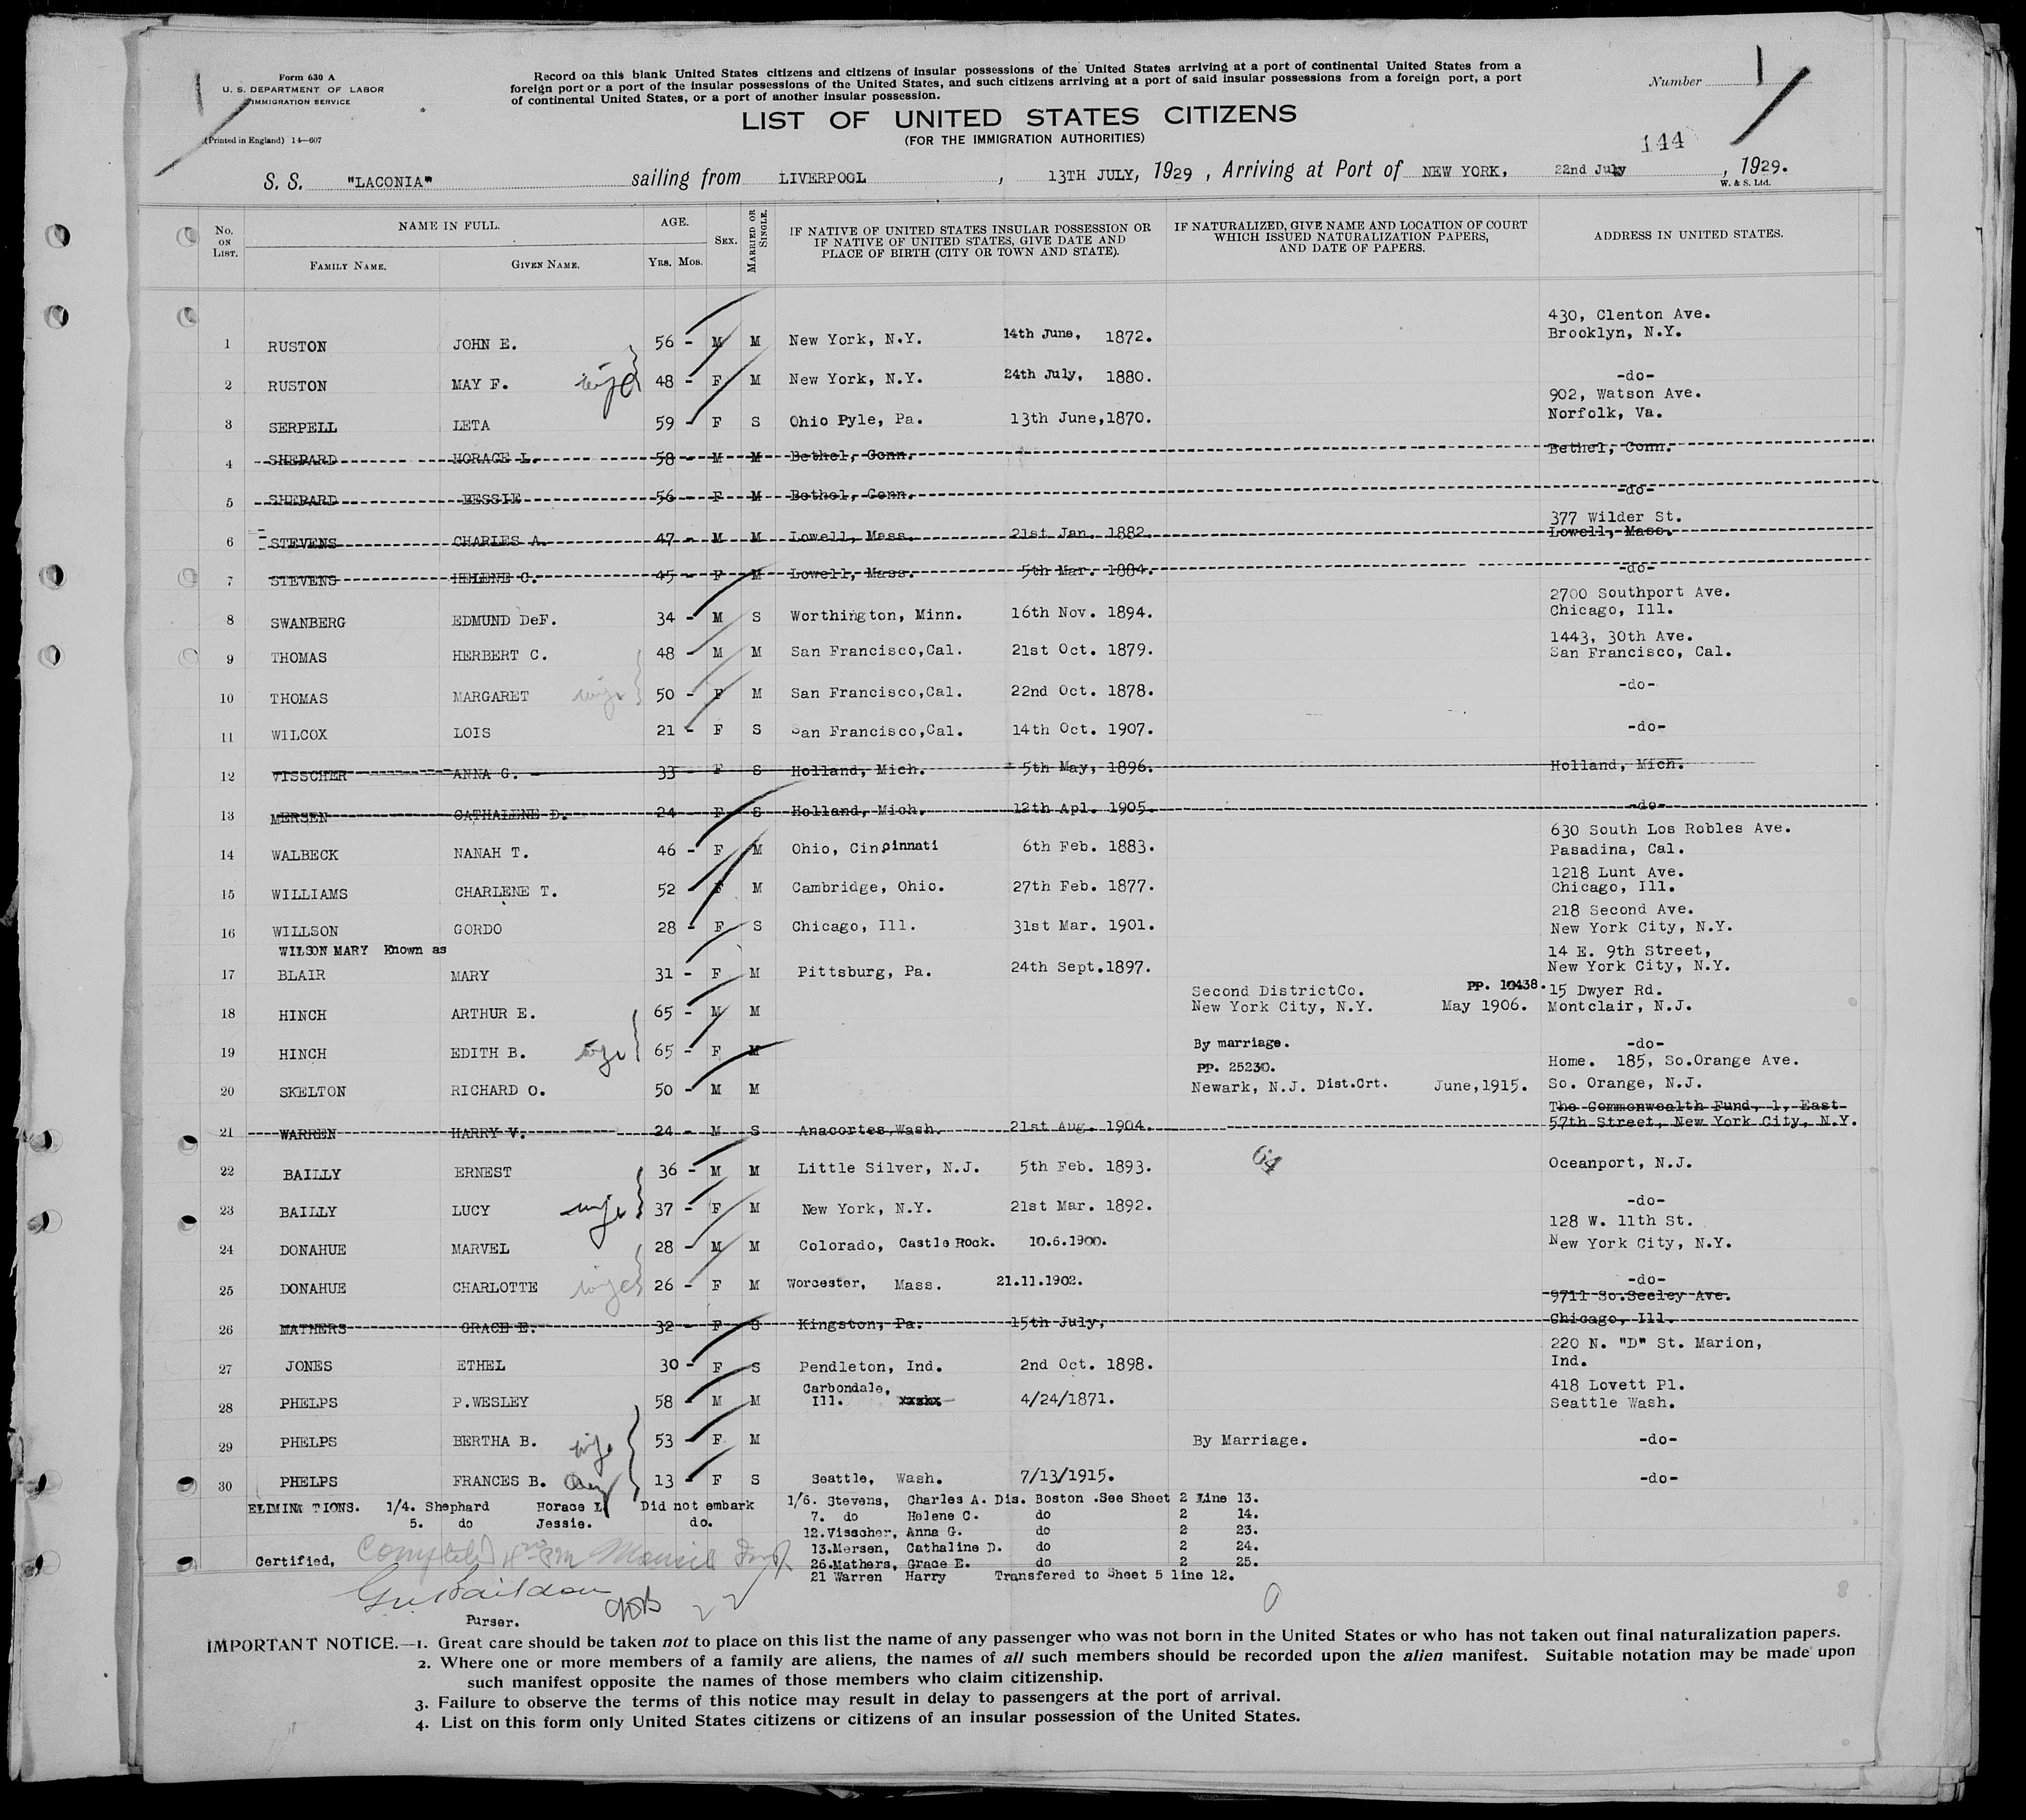 Form 630 A
U. S. DEPARTMENT OF LABOR
IMMIGRATION SERVICE
(Printed in England) 14—607
Record on this blank United States citizens and citizens of insular possessions of the United States arriving at a port of continental United States from a
foreign port or a port of the insular possessions of the United States, and such citizens arriving at a port of said insular possessions from a foreign port, a port
of continental United States, or a port of another insular possession.
Number 1
LIST OF UNITED STATES CITIZENS
(FOR THE IMMIGRATION AUTHORITIES)
144
S. S. "LACONIA" sailing from LIVERPOOL , 13TH JULY, 1929 , Arriving at Port of NEW YORK, 22nd July , 1929.
W. & S. Ltd.
No. ON LIST. NAME IN FULL. FAMILY NAME. GIVEN NAME. AGE. YRS. MOS. SEX. MARRIED OR SINGLE. IF NATIVE OF UNITED STATES INSULAR POSSESSION OR IF NATIVE OF UNITED STATES, GIVE DATE AND PLACE OF BIRTH (CITY OR TOWN AND STATE). IF NATURALIZED, GIVE NAME AND LOCATION OF COURT WHICH ISSUED NATURALIZATION PAPERS, AND DATE OF PAPERS. ADDRESS IN UNITED STATES.
430, Clenton Ave.
1 RUSTON JOHN E. 56 - M M New York, N.Y. 14th June, 1872. Brooklyn, N.Y.
2 RUSTON MAY F. wife 48 - F M New York, N.Y. 24th July, 1880. -do-
902, Watson Ave.
3 SERPELL LETA 59 - F S Ohio Pyle, Pa. 13th June,1870. Norfolk, Va.
4 SHEPARD HORACE L. 58 - M M Bethel, Conn. Bethel, Conn.
5 SHEPARD BESSIE 56 - F M Bethel, Conn. -do-
377 Wilder St.
6 STEVENS CHARLES A. 47 - M M Lowell, Mass. 21st Jan. 1882. Lowell, Mass.
7 STEVENS HELENE C. 45 - F M Lowell, Mass. 5th Mar. 1884. -do-
2700 Southport Ave.
8 SWANBERG EDMUND DeF. 34 - M S Worthington, Minn. 16th Nov. 1894. Chicago, Ill.
1443, 30th Ave.
9 THOMAS HERBERT C. 48 - M M San Francisco,Cal. 21st Oct. 1879. San Francisco, Cal.
10 THOMAS MARGARET wife 50 - F M San Francisco,Cal. 22nd Oct. 1878. -do-
11 WILCOX LOIS 21 - F S San Francisco,Cal. 14th Oct. 1907. -do-
12 VISSCHER ANNA G. - 33 F S Holland, Mich. 5th May, 1896. Holland, Mich.
13 MERSEN CATHALENE D. 24 - F S Holland, Mich. 12th Apl. 1905. -do-
630 South Los Robles Ave.
14 WALBECK NANAH T. 46 - F M Ohio, Cincinnati 6th Feb. 1883. Pasadina, Cal.
1218 Lunt Ave.
15 WILLIAMS CHARLENE T. 52 F M Cambridge, Ohio. 27th Feb. 1877. Chicago, Ill.
218 Second Ave.
16 WILLSON GORDO 28 - F S Chicago, Ill. 31st Mar. 1901. New York City, N.Y.
WILSON MARY Known as 14 E. 9th Street,
17 BLAIR MARY 31 - F M Pittsburg, Pa. 24th Sept.1897. New York City, N.Y.
Second DistrictCo. PP. 10438. 15 Dwyer Rd.
18 HINCH ARTHUR E. 65 - M M New York City, N.Y. May 1906. Montclair, N.J.
19 HINCH EDITH B. wife 65 - F M By marriage. -do-
PP. 25230. Home. 185, So.Orange Ave.
20 SKELTON RICHARD O. 50 - M M Newark, N.J. Dist.Crt. June,1915. So. Orange, N.J.
The Commonwealth Fund, 1, East
21 WARREN HARRY V. 24 - M S Anacortes,Wash. 21st Aug. 1904. 57th Street, New York City, N.Y.
64
22 BAILLY ERNEST 36 - M M Little Silver, N.J. 5th Feb. 1893. Oceanport, N.J.
23 BAILLY LUCY wife 37 - F M New York, N.Y. 21st Mar. 1892. -do-
128 W. 11th St.
24 DONAHUE MARVEL 28 - M M Colorado, Castle Rock. 10.6.1900. New York City, N.Y.
25 DONAHUE CHARLOTTE wife 26 - F M Worcester, Mass. 21.11.1902. -do-
9711 So.Seeley Ave.
26 MATHERS GRACE E. 32 - F S Kingston, Pa. 15th July, Chicago, Ill.
220 N. "D" St. Marion,
27 JONES ETHEL 30 - F S Pendleton, Ind. 2nd Oct. 1898. Ind.
Carbondale, 418 Lovett Pl.
28 PHELPS P.WESLEY 58 - M M Ill. xxxxx 4/24/1871. Seattle Wash.
29 PHELPS BERTHA B. wife 53 - F M By Marriage. -do-
30 PHELPS FRANCES B. 13 - F S Seattle, Wash. 7/13/1915. -do-
ELIMINATIONS. 1/4. Shephard Horace L. Did not embark 1/6. Stevens, Charles A. Dis. Boston .See Sheet 2 Line 13.
5. do Jessie. do. 7. do Helene C. do 2 14.
12.Visscher, Anna G. do 2 23.
13.Mersen, Cathaline D. do 2 24.
Certified, 26.Mathers, Grace E. do 2 25.
21 Warren Harry Transfered to Sheet 5 line 12.
Purser.
IMPORTANT NOTICE.—1. Great care should be taken not to place on this list the name of any passenger who was not born in the United States or who has not taken out final naturalization papers.
2. Where one or more members of a family are aliens, the names of all such members should be recorded upon the alien manifest. Suitable notation may be made upon
such manifest opposite the names of those members who claim citizenship.
3. Failure to observe the terms of this notice may result in delay to passengers at the port of arrival.
4. List on this form only United States citizens or citizens of an insular possession of the United States.